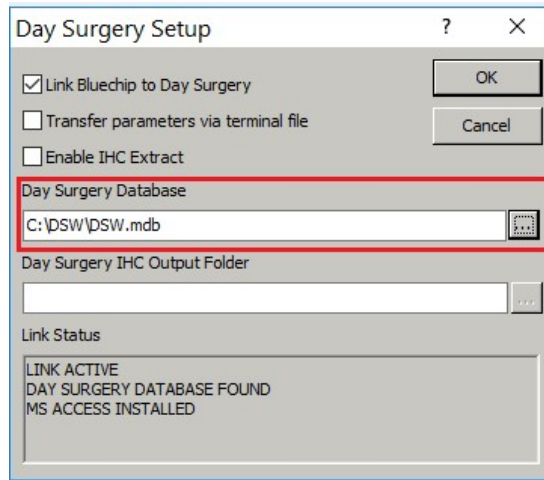 Day Surgery Setup ? ×
Link Bluechip to Day Surgery
OK
Transfer parameters via terminal file
Cancel
Enable IHC Extract
Day Surgery Database
C:\DSW\DSW.mdb
...
Day Surgery IHC Output Folder
...
Link Status
LINK ACTIVE
DAY SURGERY DATABASE FOUND
MS ACCESS INSTALLED